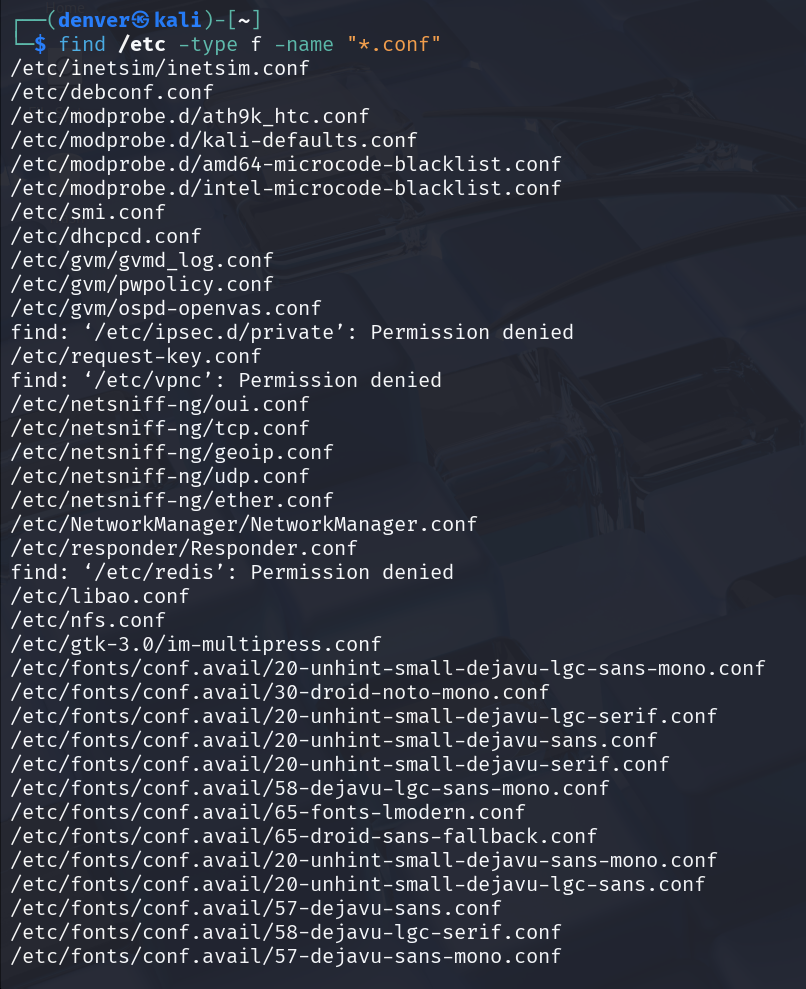 ┌──(denver㉿kali)-[~]
└─$ find /etc -type f -name "*.conf"
/etc/inetsim/inetsim.conf
/etc/debconf.conf
/etc/modprobe.d/ath9k_htc.conf
/etc/modprobe.d/kali-defaults.conf
/etc/modprobe.d/amd64-microcode-blacklist.conf
/etc/modprobe.d/intel-microcode-blacklist.conf
/etc/smi.conf
/etc/dhcpcd.conf
/etc/gvm/gvmd_log.conf
/etc/gvm/pwpolicy.conf
/etc/gvm/ospd-openvas.conf
find: ‘/etc/ipsec.d/private’: Permission denied
/etc/request-key.conf
find: ‘/etc/vpnc’: Permission denied
/etc/netsniff-ng/oui.conf
/etc/netsniff-ng/tcp.conf
/etc/netsniff-ng/geoip.conf
/etc/netsniff-ng/udp.conf
/etc/netsniff-ng/ether.conf
/etc/NetworkManager/NetworkManager.conf
/etc/responder/Responder.conf
find: ‘/etc/redis’: Permission denied
/etc/libao.conf
/etc/nfs.conf
/etc/gtk-3.0/im-multipress.conf
/etc/fonts/conf.avail/20-unhint-small-dejavu-lgc-sans-mono.conf
/etc/fonts/conf.avail/30-droid-noto-mono.conf
/etc/fonts/conf.avail/20-unhint-small-dejavu-lgc-serif.conf
/etc/fonts/conf.avail/20-unhint-small-dejavu-sans.conf
/etc/fonts/conf.avail/20-unhint-small-dejavu-serif.conf
/etc/fonts/conf.avail/58-dejavu-lgc-sans-mono.conf
/etc/fonts/conf.avail/65-fonts-lmodern.conf
/etc/fonts/conf.avail/65-droid-sans-fallback.conf
/etc/fonts/conf.avail/20-unhint-small-dejavu-sans-mono.conf
/etc/fonts/conf.avail/20-unhint-small-dejavu-lgc-sans.conf
/etc/fonts/conf.avail/57-dejavu-sans.conf
/etc/fonts/conf.avail/58-dejavu-lgc-serif.conf
/etc/fonts/conf.avail/57-dejavu-sans-mono.conf